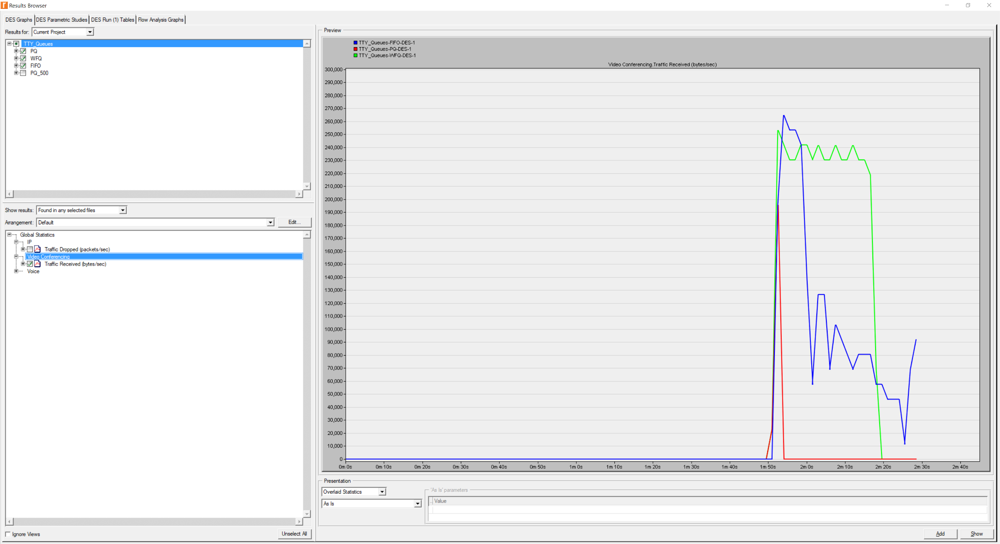 Results Browser
DES Graphs DES Parametric Studies DES Run (1) Tables Flow Analysis Graphs
Results for: Current Project
TTY_Queues
PQ
WFQ
FIFO
PQ_500
Show results: Found in any selected files
Arrangement: Default Edit...
Global Statistics
IP
Traffic Dropped (packets/sec)
Video Conferencing
Traffic Received (bytes/sec)
Voice
Ignore Views
Unselect All
Preview
TTY_Queues-FIFO-DES-1
TTY_Queues-PQ-DES-1
TTY_Queues-WFQ-DES-1
Video Conferencing.Traffic Received (bytes/sec)
300,000
290,000
280,000
270,000
260,000
250,000
240,000
230,000
220,000
210,000
200,000
190,000
180,000
170,000
160,000
150,000
140,000
130,000
120,000
110,000
100,000
90,000
80,000
70,000
60,000
50,000
40,000
30,000
20,000
10,000
0
0m 0s 0m 10s 0m 20s 0m 30s 0m 40s 0m 50s 1m 0s 1m 10s 1m 20s 1m 30s 1m 40s 1m 50s 2m 0s 2m 10s 2m 20s 2m 30s 2m 40s
Presentation
Overlaid Statistics
As Is
'As Is' parameters
.. Value
Add Show